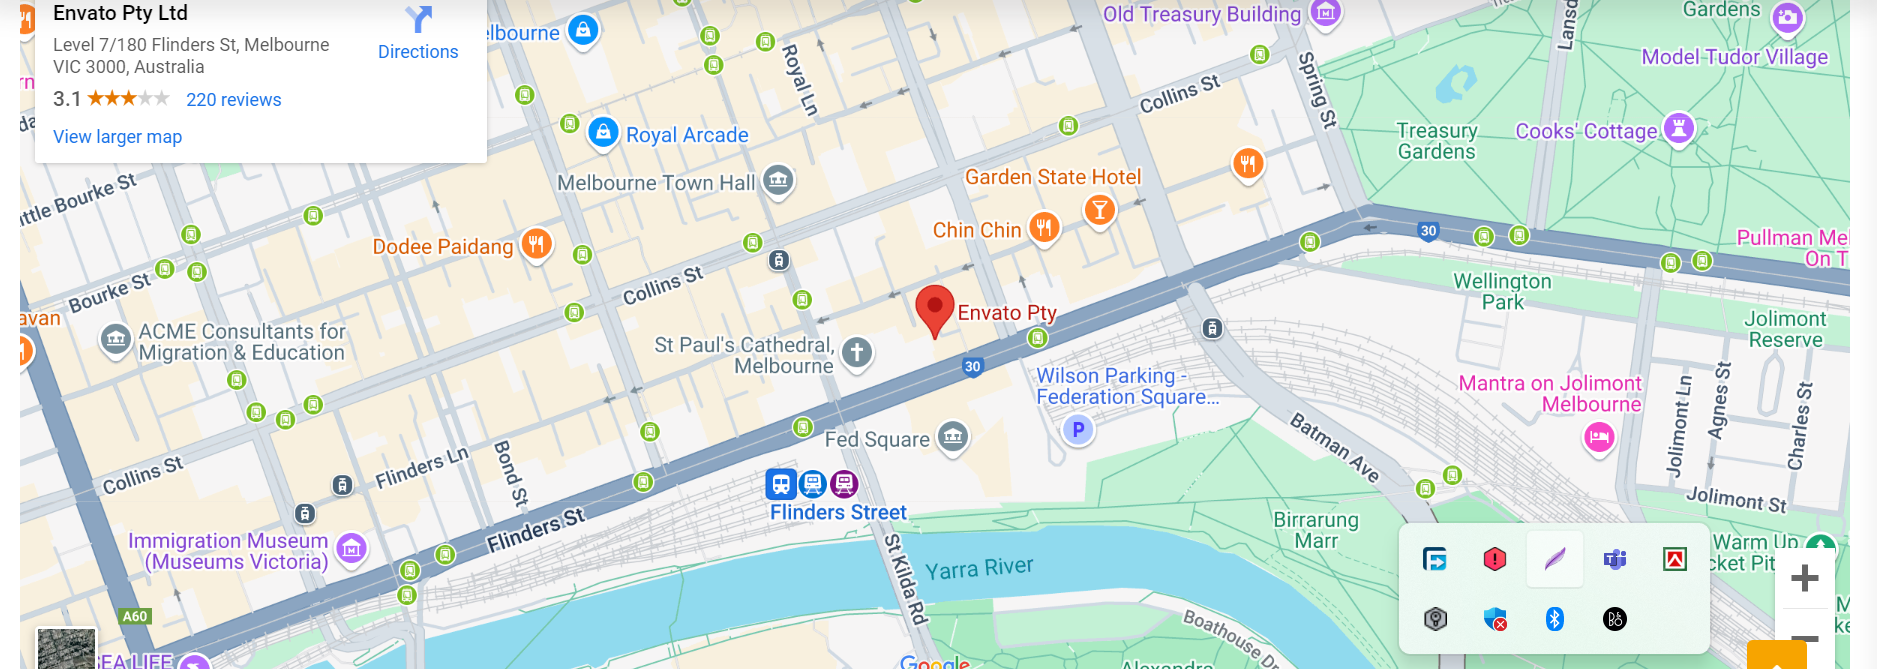 Envato Pty Ltd
Level 7/180 Flinders St, Melbourne
VIC 3000, Australia
3.1
220 reviews
View larger map
Directions
elbourne
Royal Ln
Old Treasury Building
Gardens
Model Tudor Village
Spring St
Collins St
Royal Arcade
Treasury
Gardens
Cooks' Cottage
Melbourne Town Hall
Garden State Hotel
ttle Bourke St
Chin Chin
Dodee Paidang
30
Pullman Mel
On T
Bourke St
Collins St
Wellington
Park
avan
Envato Pty
ACME Consultants for
Migration & Education
St Paul's Cathedral,
Melbourne
Jolimont
Reserve
30
Wilson Parking -
Federation Square...
Mantra on Jolimont
Melbourne
Jolimont Ln
Agnes St
Charles St
P
Fed Square
Batman Ave
Collins St
Flinders Ln
Bond St
Flinders Street
Jolimont St
Flinders St
Birrarung
Marr
Immigration Museum
(Museums Victoria)
St Kilda Rd
Yarra River
Warm Up
cket Pit
A60
Boathouse Dr
SEA LIFE
Google
Alexandra